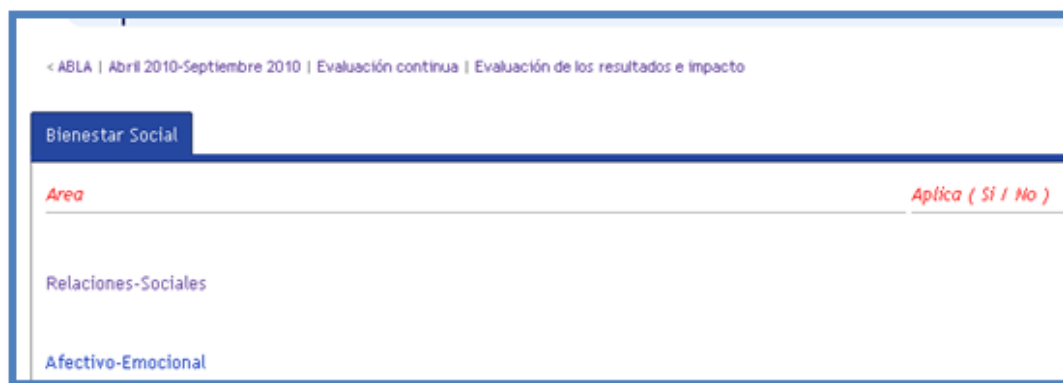 < ABLA | Abril 2010-Septiembre 2010 | Evaluación continua | Evaluación de los resultados e impacto
Bienestar Social
Area Aplica ( Si / No )
Relaciones-Sociales
Afectivo-Emocional